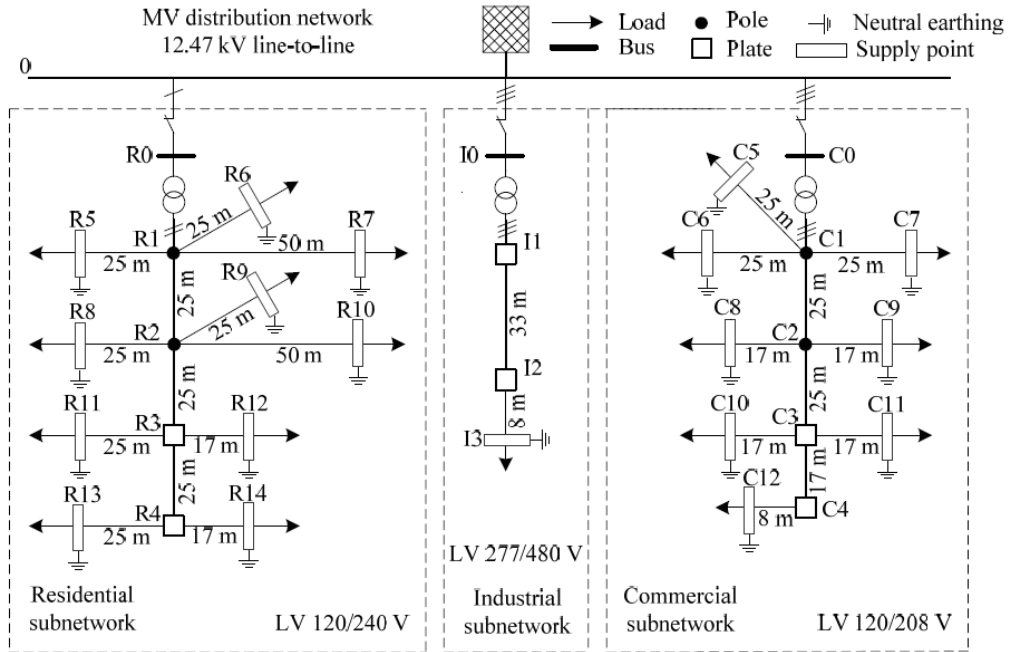 MV distribution network
12.47 kV line-to-line
Load
Pole
Neutral earthing
Bus
Plate
Supply point
0
R0
R6
R5
25 m
R7
R1
25 m
50 m
25 m
R9
R8
25 m
R10
R2
25 m
50 m
25 m
R11
R3
R12
25 m
17 m
25 m
R13
R4
R14
25 m
17 m
Residential
subnetwork
LV 120/240 V
I0
I1
33 m
I2
8 m
I3
LV 277/480 V
Industrial
subnetwork
C5
C0
25 m
C6
C7
C1
25 m
25 m
25 m
C8
C9
C2
17 m
17 m
25 m
C10
C3
C11
17 m
17 m
17 m
C12
C4
8 m
Commercial
subnetwork
LV 120/208 V